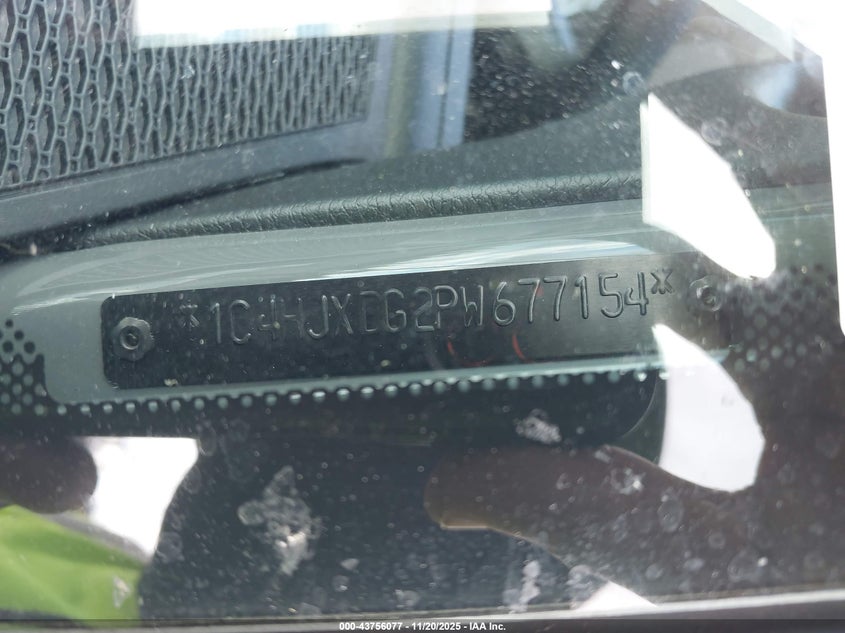 *1C4HJXDG2PW677154*
000-43756077 - 11/20/2025 - IAA Inc.